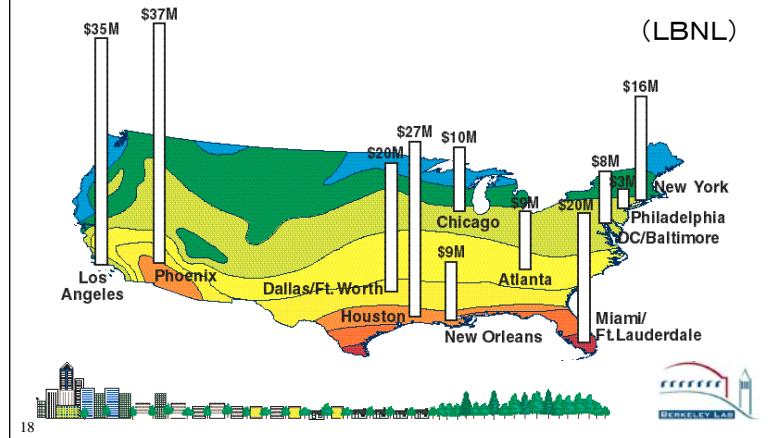 $35M
$37M
(LBNL)
$16M
$27M
$10M
$20M
$8M
$3M
New York
$9M
$20M
Philadelphia
Chicago
DC/Baltimore
$9M
Los
Angeles
Phoenix
Atlanta
Dallas/Ft. Worth
Houston
New Orleans
Miami/
Ft.Lauderdale
BERKELEY LAB
18